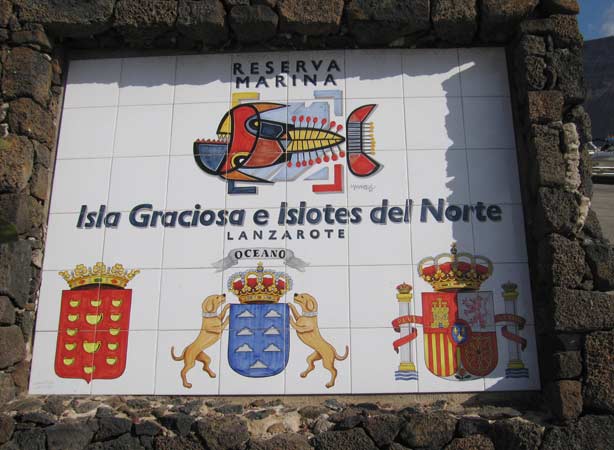 RESERVA
MARINA
Isla Graciosa e Islotes del Norte
LANZAROTE
OCEANO